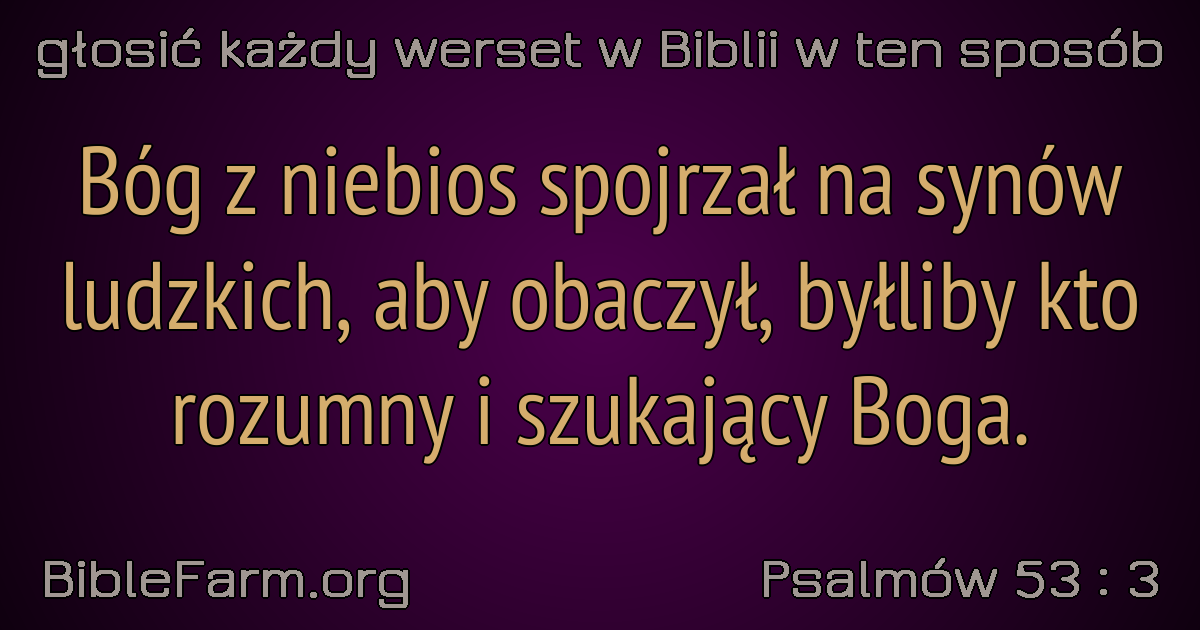 głosić każdy werset w Biblii w ten sposób
Bóg z niebios spojrzał na synów
ludzkich, aby obaczył, byłliby kto
rozumny i szukający Boga.
BibleFarm.org
Psalmów 53 : 3